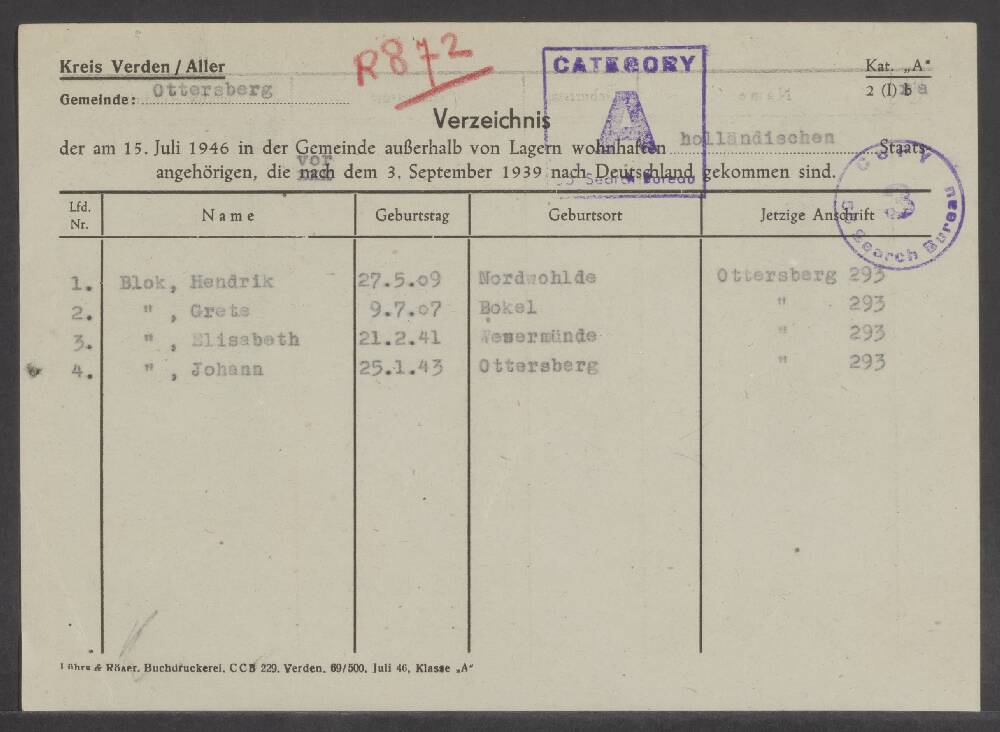 Kreis Verden / Aller
R872
CATEGORY
A
Search Bureau
Kat. „A“
2 (I) b
Gemeinde: Ottersberg
Verzeichnis
der am 15. Juli 1946 in der Gemeinde außerhalb von Lagern wohnhaften holländischen Staats-
angehörigen, die nach vor dem 3. September 1939 nach Deutschland gekommen sind.
COPY
3
Search Bureau
Lfd. Nr. Name Geburtstag Geburtsort Jetzige Anschrift
1. Blok, Hendrik 27.5.09 Nordwohlde Ottersberg 293
2. " , Grete 9.7.07 Bokel " 293
3. " , Elisabeth 21.2.41 Wesermünde " 293
4. " , Johann 25.1.43 Ottersberg " 293
Löhrs & Röser, Buchdruckerei, CCB 229, Verden, 69/500, Juli 46, Klasse „A“